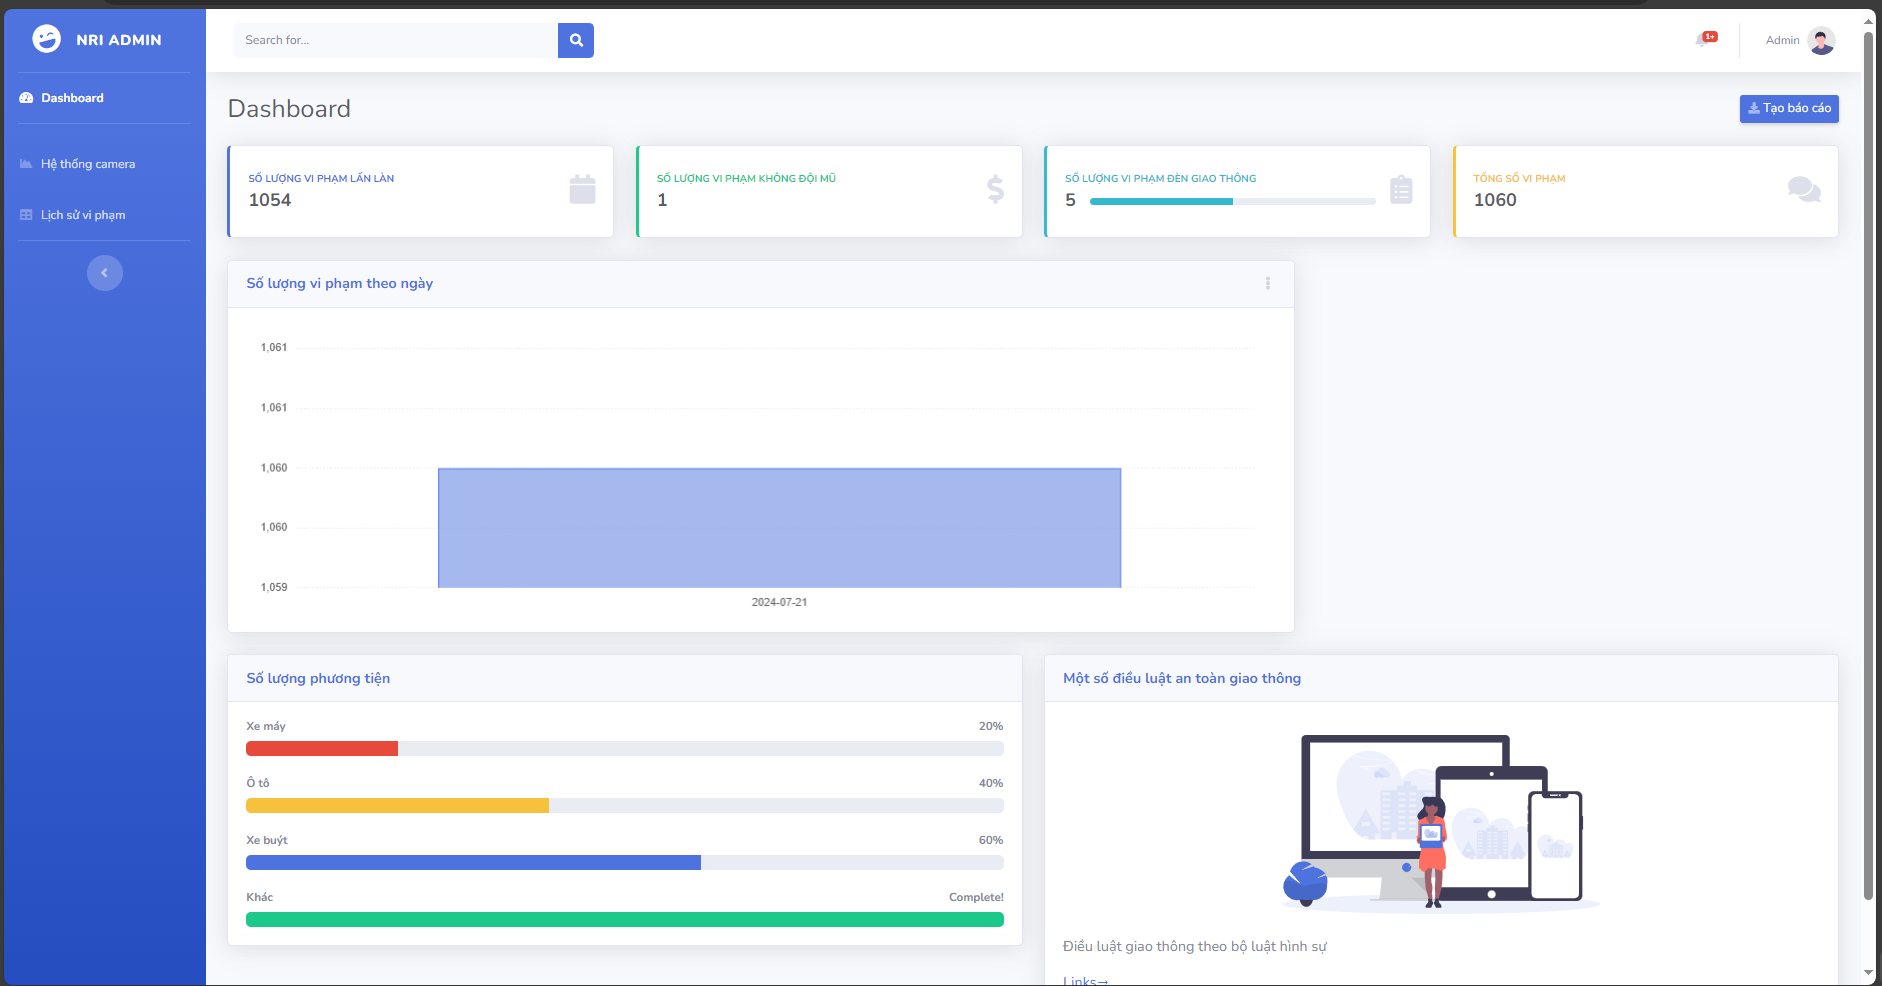 NRI ADMIN
Search for...
1+
Admin
Dashboard
Hệ thống camera
Lịch sử vi phạm
Dashboard
Tạo báo cáo
SỐ LƯỢNG VI PHẠM LẤN LÀN
1054
SỐ LƯỢNG VI PHẠM KHÔNG ĐỘI MŨ
1
SỐ LƯỢNG VI PHẠM ĐÈN GIAO THÔNG
5
TỔNG SỐ VI PHẠM
1060
Số lượng vi phạm theo ngày
1,061
1,061
1,060
1,060
1,059
2024-07-21
Số lượng phương tiện
Xe máy 20%
Ô tô 40%
Xe buýt 60%
Khác Complete!
Một số điều luật an toàn giao thông
Điều luật giao thông theo bộ luật hình sự
Links→